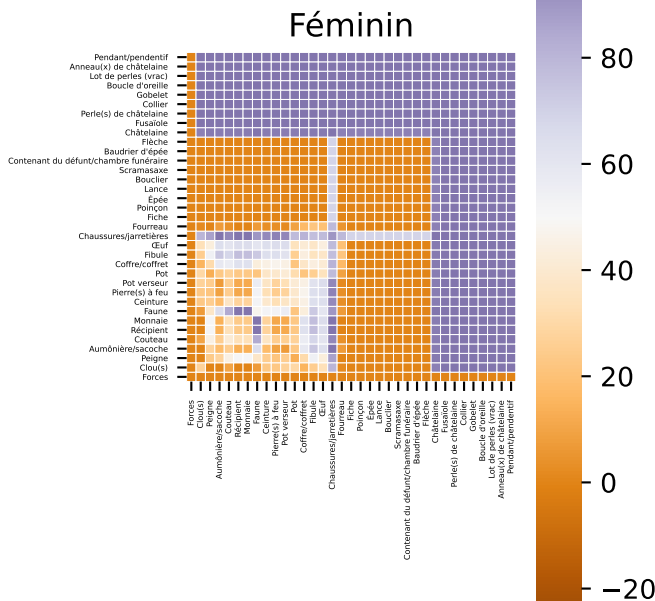 Féminin
Pendant/pendentif
Anneau(x) de châtelaine
Lot de perles (vrac)
Boucle d'oreille
Gobelet
Collier
Perle(s) de châtelaine
Fusaïole
Châtelaine
Flèche
Baudrier d'épée
Contenant du défunt/chambre funéraire
Scramasaxe
Bouclier
Lance
Épée
Poinçon
Fiche
Fourreau
Chaussures/jarretières
Œuf
Fibule
Coffre/coffret
Pot
Pot verseur
Pierre(s) à feu
Ceinture
Faune
Monnaie
Récipient
Couteau
Aumônière/sacoche
Peigne
Clou(s)
Forces
Forces
Clou(s)
Peigne
Aumônière/sacoche
Couteau
Récipient
Monnaie
Faune
Ceinture
Pierre(s) à feu
Pot verseur
Pot
Coffre/coffret
Fibule
Œuf
Chaussures/jarretières
Fourreau
Fiche
Poinçon
Épée
Lance
Bouclier
Scramasaxe
Contenant du défunt/chambre funéraire
Baudrier d'épée
Flèche
Châtelaine
Fusaïole
Perle(s) de châtelaine
Collier
Gobelet
Boucle d'oreille
Lot de perles (vrac)
Anneau(x) de châtelaine
Pendant/pendentif
80
60
40
20
0
−20